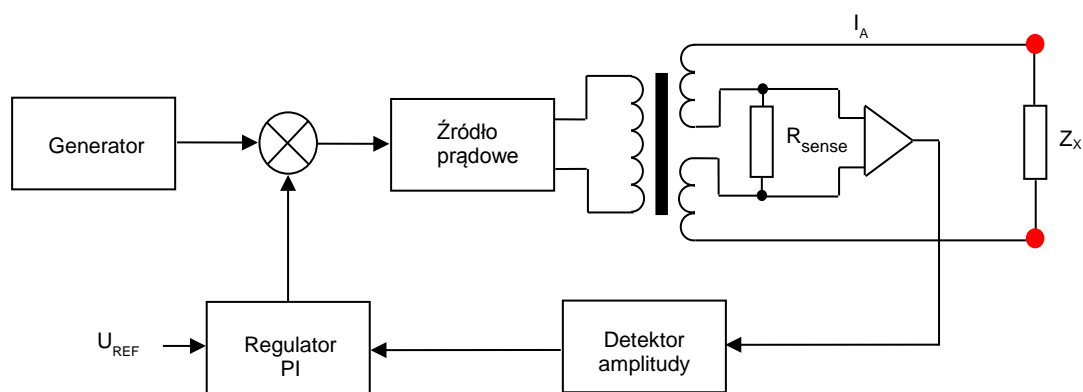 I_A
Generator
Źródło
prądowe
R_sense
Z_X
U_REF
Regulator
PI
Detektor
amplitudy